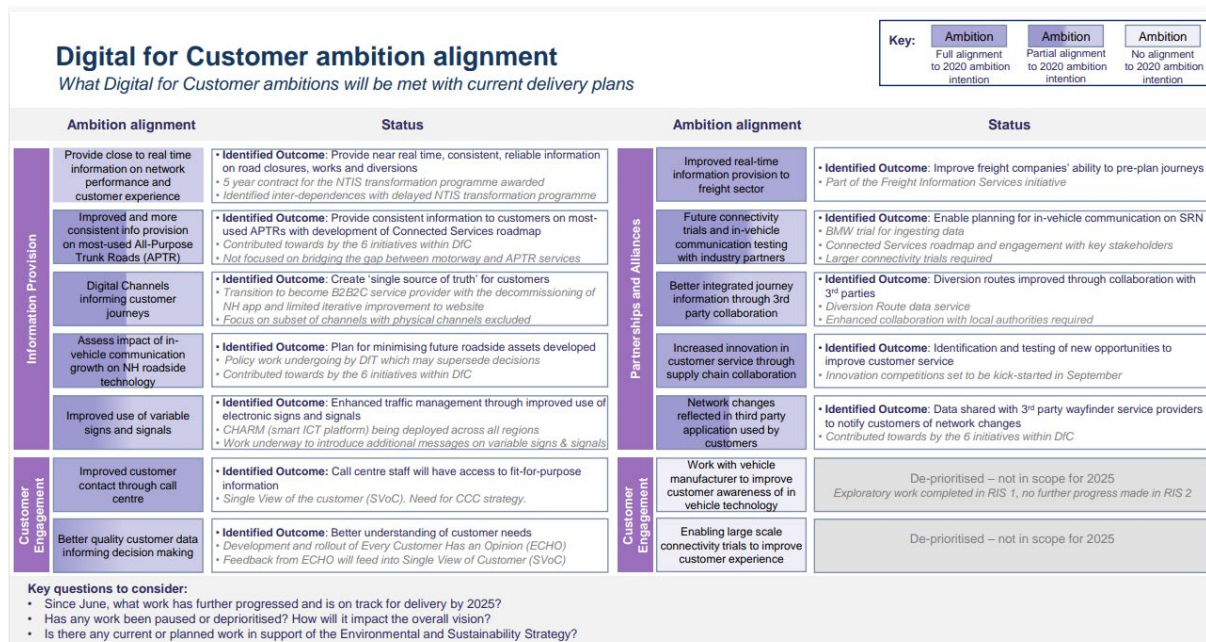 Digital for Customer ambition alignment
What Digital for Customer ambitions will be met with current delivery plans
Key:
Ambition
Full alignment
to 2020 ambition
intention
Ambition
Partial alignment
to 2020 ambition
intention
Ambition
No alignment
to 2020 ambition
intention
Ambition alignment
Status
Information Provision
Provide close to real time
information on network
performance and
customer experience
• Identified Outcome: Provide near real time, consistent, reliable information
on road closures, works and diversions
• 5 year contract for the NTIS transformation programme awarded
• Identified inter-dependences with delayed NTIS transformation programme
Improved and more
consistent info provision
on most-used All-Purpose
Trunk Roads (APTR)
• Identified Outcome: Provide consistent information to customers on most-
used APTRs with development of Connected Services roadmap
• Contributed towards by the 6 initiatives within DfC
• Not focused on bridging the gap between motorway and APTR services
Digital Channels
informing customer
journeys
• Identified Outcome: Create ‘single source of truth’ for customers
• Transition to become B2B2C service provider with the decommissioning of
NH app and limited iterative improvement to website
• Focus on subset of channels with physical channels excluded
Assess impact of in-
vehicle communication
growth on NH roadside
technology
• Identified Outcome: Plan for minimising future roadside assets developed
• Policy work undergoing by DfT which may supersede decisions
• Contributed towards by the 6 initiatives within DfC
Improved use of variable
signs and signals
• Identified Outcome: Enhanced traffic management through improved use of
electronic signs and signals
• CHARM (smart ICT platform) being deployed across all regions
• Work underway to introduce additional messages on variable signs & signals
Customer
Engagement
Improved customer
contact through call
centre
• Identified Outcome: Call centre staff will have access to fit-for-purpose
information
• Single View of the customer (SVoC). Need for CCC strategy.
Better quality customer data
informing decision making
• Identified Outcome: Better understanding of customer needs
• Development and rollout of Every Customer Has an Opinion (ECHO)
• Feedback from ECHO will feed into Single View of Customer (SVoC)
Ambition alignment
Status
Partnerships and Alliances
Improved real-time
information provision to
freight sector
• Identified Outcome: Improve freight companies’ ability to pre-plan journeys
• Part of the Freight Information Services initiative
Future connectivity
trials and in-vehicle
communication testing
with industry partners
• Identified Outcome: Enable planning for in-vehicle communication on SRN
• BMW trial for ingesting data
• Connected Services roadmap and engagement with key stakeholders
• Larger connectivity trials required
Better integrated journey
information through 3rd
party collaboration
• Identified Outcome: Diversion routes improved through collaboration with
3rd parties
• Diversion Route data service
• Enhanced collaboration with local authorities required
Increased innovation in
customer service through
supply chain collaboration
• Identified Outcome: Identification and testing of new opportunities to
improve customer service
• Innovation competitions set to be kick-started in September
Network changes
reflected in third party
application used by
customers
• Identified Outcome: Data shared with 3rd party wayfinder service providers
to notify customers of network changes
• Contributed towards by the 6 initiatives within DfC
Customer
Engagement
Work with vehicle
manufacturer to improve
customer awareness of in
vehicle technology
De-prioritised – not in scope for 2025
Exploratory work completed in RIS 1, no further progress made in RIS 2
Enabling large scale
connectivity trials to improve
customer experience
De-prioritised – not in scope for 2025
Key questions to consider:
• Since June, what work has further progressed and is on track for delivery by 2025?
• Has any work been paused or deprioritised? How will it impact the overall vision?
• Is there any current or planned work in support of the Environmental and Sustainability Strategy?